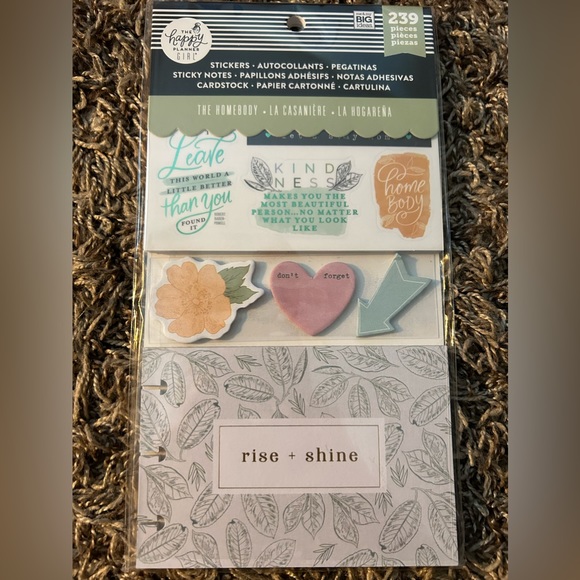 THE
happy
PLANNER
GIRL
me & my
BIG
ideas
239
pieces
pièces
piezas
STICKERS • AUTOCOLLANTS • PEGATINAS
STICKY NOTES • PAPILLONS ADHÉSIFS • NOTAS ADHESIVAS
CARDSTOCK • PAPIER CARTONNÉ • CARTULINA
THE HOMEBODY • LA CASANIÈRE • LA HOGAREÑA
Leave
THIS WORLD A
LITTLE BETTER
than you
FOUND
IT
KIND
NESS
MAKES YOU THE
MOST BEAUTIFUL
PERSON...NO MATTER
WHAT YOU LOOK
LIKE
home
BODY
don't forget
rise + shine